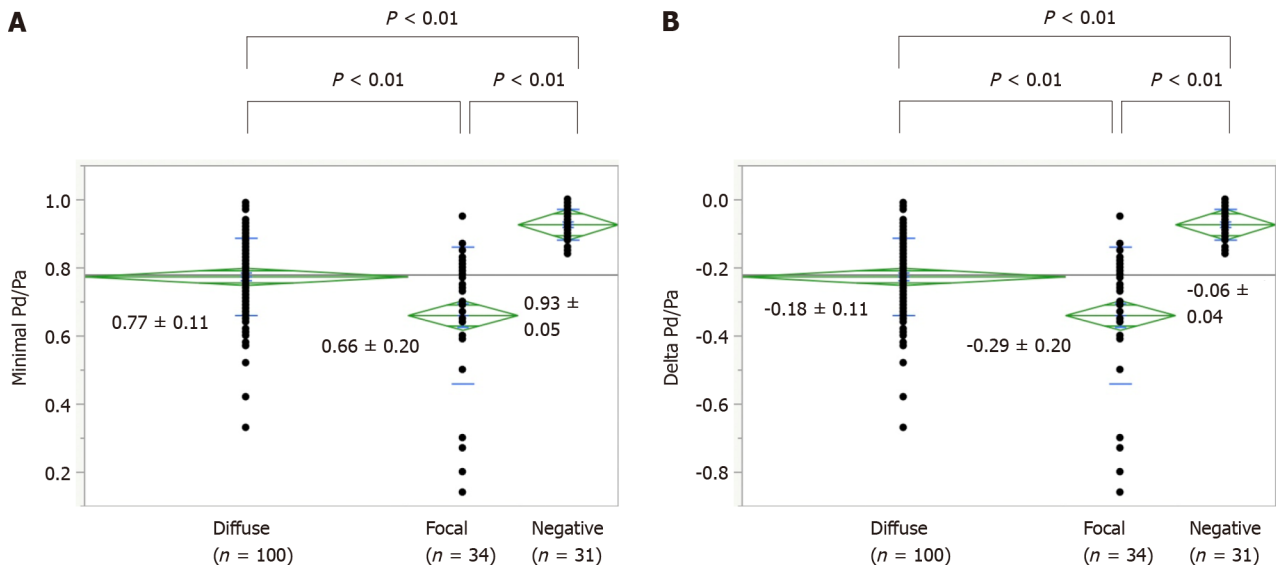 A
P < 0.01
P < 0.01
P < 0.01
Minimal Pd/Pa
1.0
0.8
0.6
0.4
0.2
0.77 ± 0.11
0.66 ± 0.20
0.93 ±
0.05
Diffuse
(n = 100)
Focal
(n = 34)
Negative
(n = 31)
B
P < 0.01
P < 0.01
P < 0.01
Delta Pd/Pa
0.0
-0.2
-0.4
-0.6
-0.8
-0.18 ± 0.11
-0.29 ± 0.20
-0.06 ±
0.04
Diffuse
(n = 100)
Focal
(n = 34)
Negative
(n = 31)